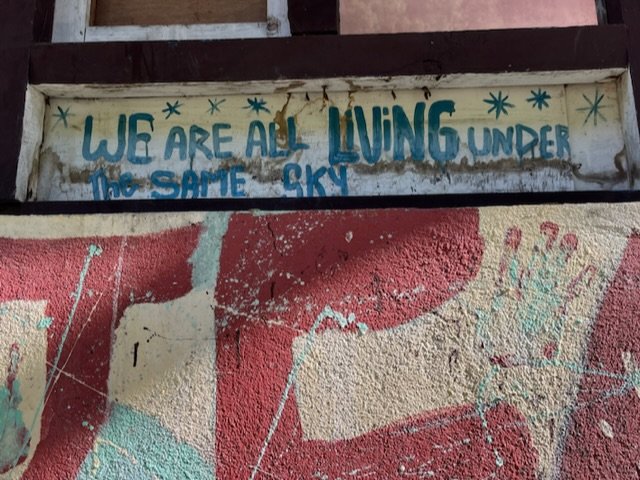 WE ARE ALL LIViNG UNDER
THE SAME SKY